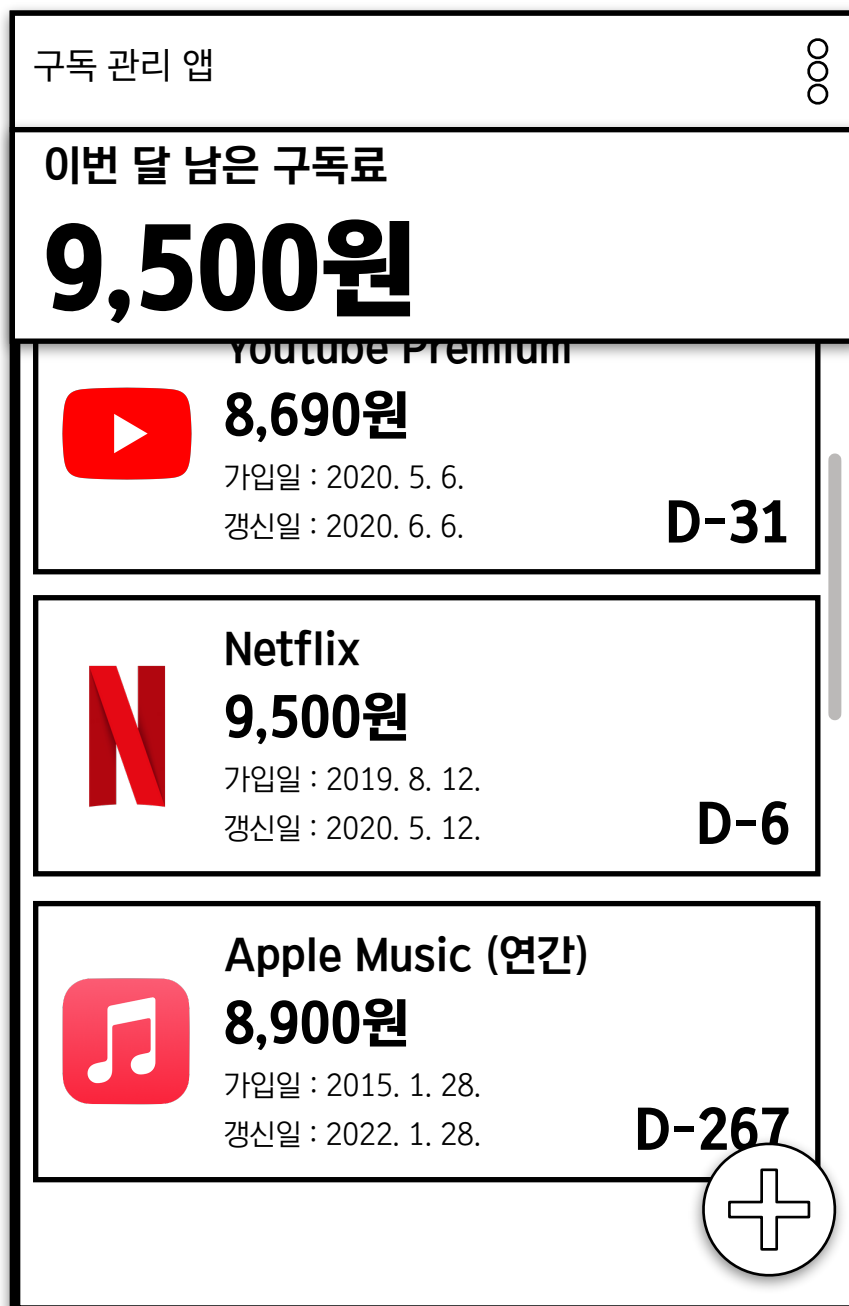 구독 관리 앱
이번 달 남은 구독료
9,500원
Youtube Premium
8,690원
가입일 : 2020. 5. 6.
갱신일 : 2020. 6. 6.
D-31
Netflix
9,500원
가입일 : 2019. 8. 12.
갱신일 : 2020. 5. 12.
D-6
Apple Music (연간)
8,900원
가입일 : 2015. 1. 28.
갱신일 : 2022. 1. 28.
D-267